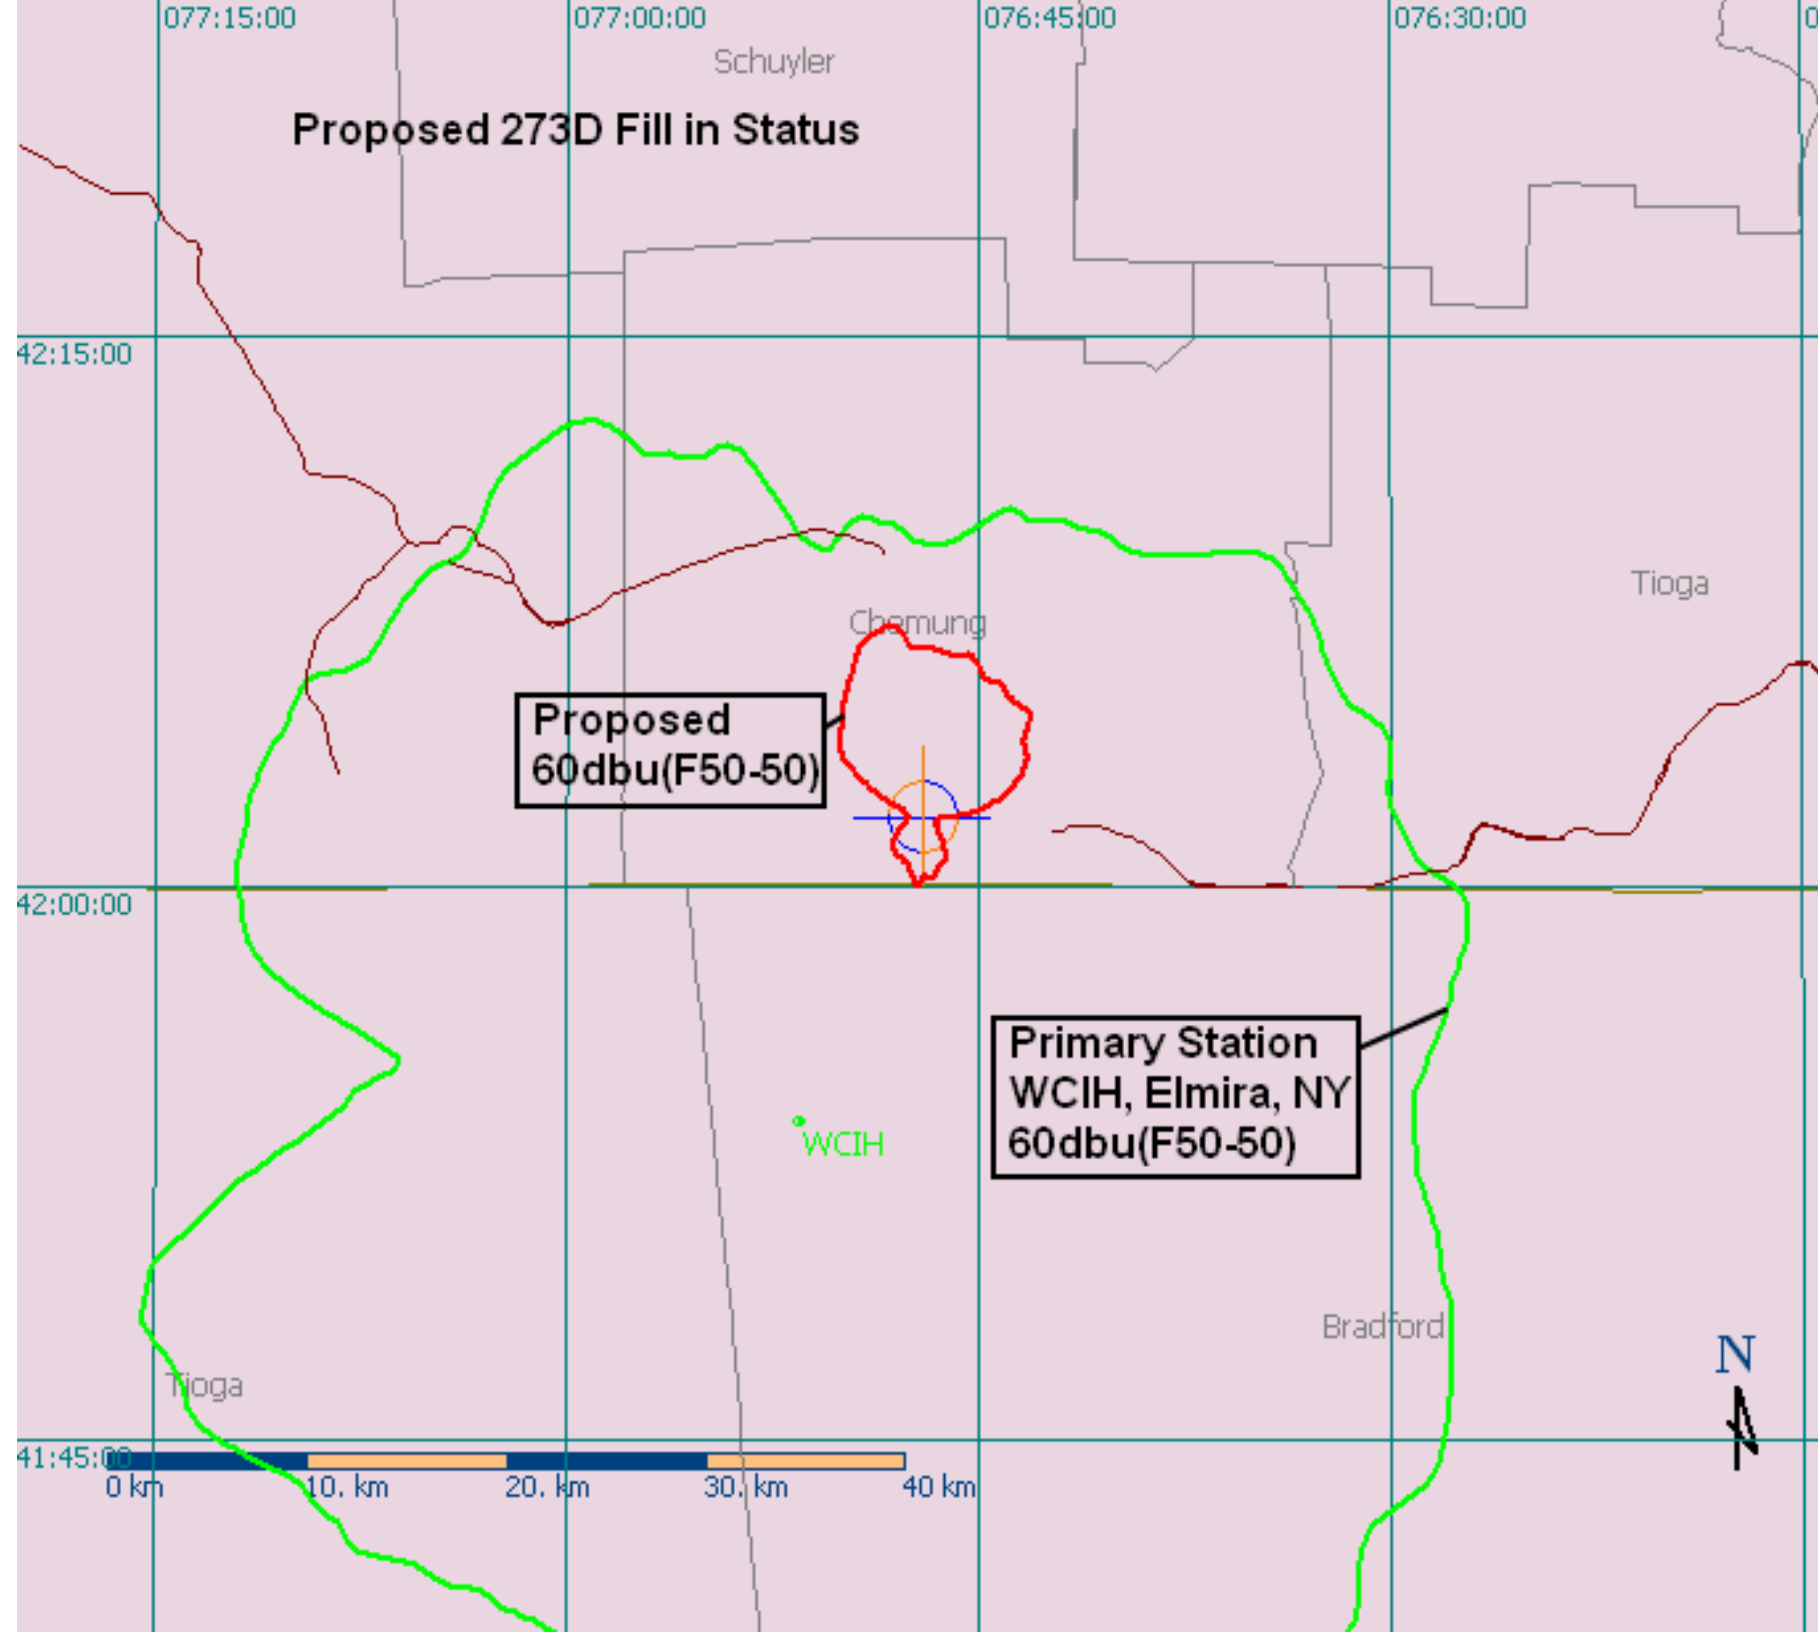 077:15:00
077:00:00
076:45:00
076:30:00
Schuyler
Proposed 273D Fill in Status
42:15:00
Tioga
Chemung
Proposed
60dbu(F50-50)
42:00:00
Primary Station
WCIH, Elmira, NY
60dbu(F50-50)
WCIH
Bradford
N
Tioga
41:45:00
0 km
10. km
20. km
30. km
40 km